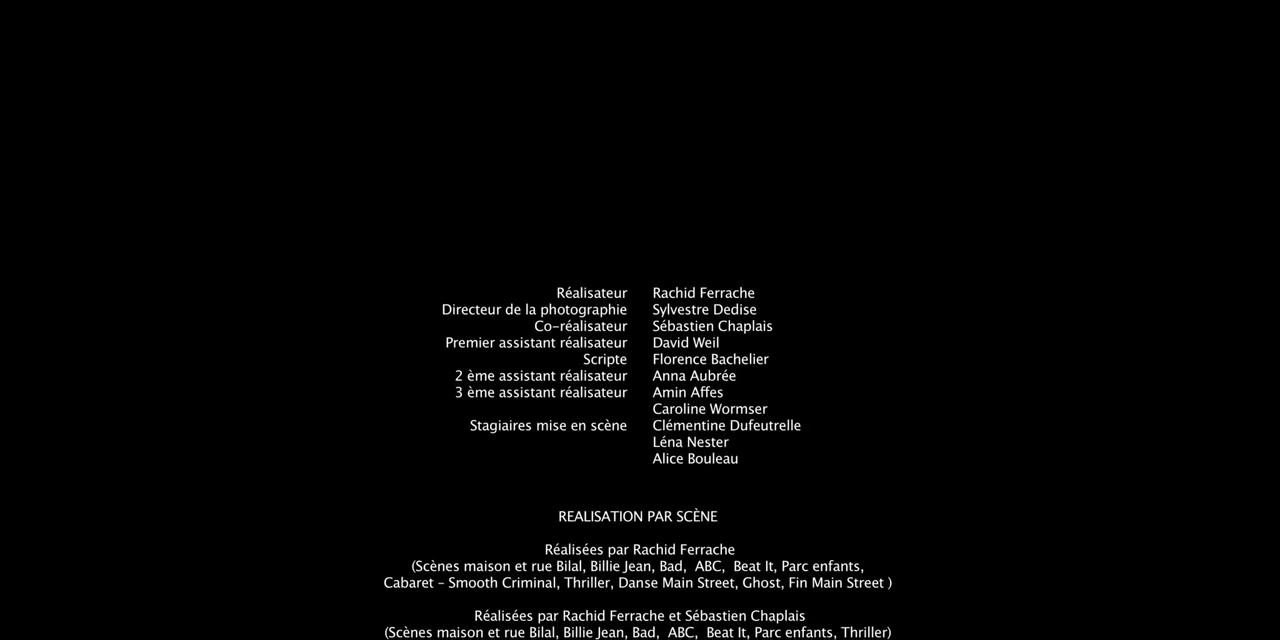 Réalisateur Rachid Ferrache
Directeur de la photographie Sylvestre Dedise
Co-réalisateur Sébastien Chaplais
Premier assistant réalisateur David Weil
Scripte Florence Bachelier
2 ème assistant réalisateur Anna Aubrée
3 ème assistant réalisateur Amin Affes
Caroline Wormser
Stagiaires mise en scène Clémentine Dufeutrelle
Léna Nester
Alice Bouleau
REALISATION PAR SCÈNE
Réalisées par Rachid Ferrache
(Scènes maison et rue Bilal, Billie Jean, Bad, ABC, Beat It, Parc enfants,
Cabaret – Smooth Criminal, Thriller, Danse Main Street, Ghost, Fin Main Street )
Réalisées par Rachid Ferrache et Sébastien Chaplais
(Scènes maison et rue Bilal, Billie Jean, Bad, ABC, Beat It, Parc enfants, Thriller)